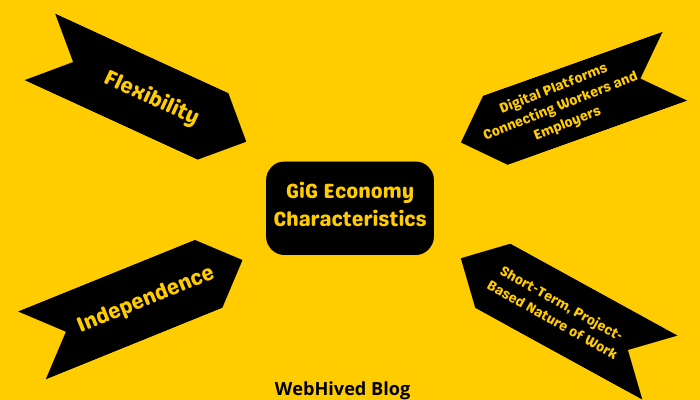 Flexibility
Digital Platforms
Connecting Workers and
Employers
GiG Economy
Characteristics
Independence
Short-Term, Project-
Based Nature of Work
WebHived Blog